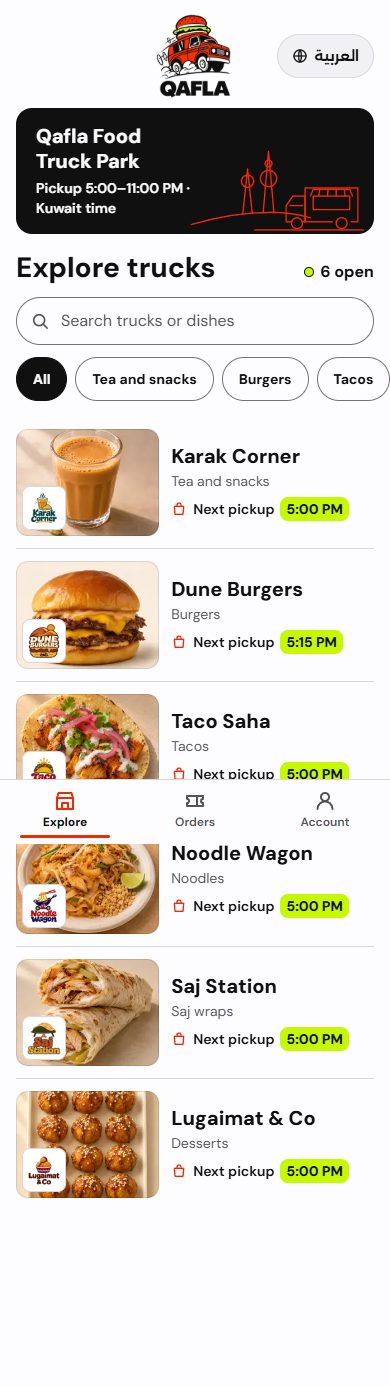 QAFLA
العربية
Qafla Food
Truck Park
Pickup 5:00–11:00 PM ·
Kuwait time
Explore trucks
6 open
Search trucks or dishes
All
Tea and snacks
Burgers
Tacos
Karak Corner
Tea and snacks
Next pickup 5:00 PM
Karak
Corner
Dune Burgers
Burgers
Next pickup 5:15 PM
DUNE
BURGERS
Taco Saha
Tacos
Next pickup 5:00 PM
TACO
Explore
Orders
Account
Noodle Wagon
Noodles
Next pickup 5:00 PM
Noodle
Wagon
Saj Station
Saj wraps
Next pickup 5:00 PM
Saj
Station
Lugaimat & Co
Desserts
Next pickup 5:00 PM
Lugaimat
& Co